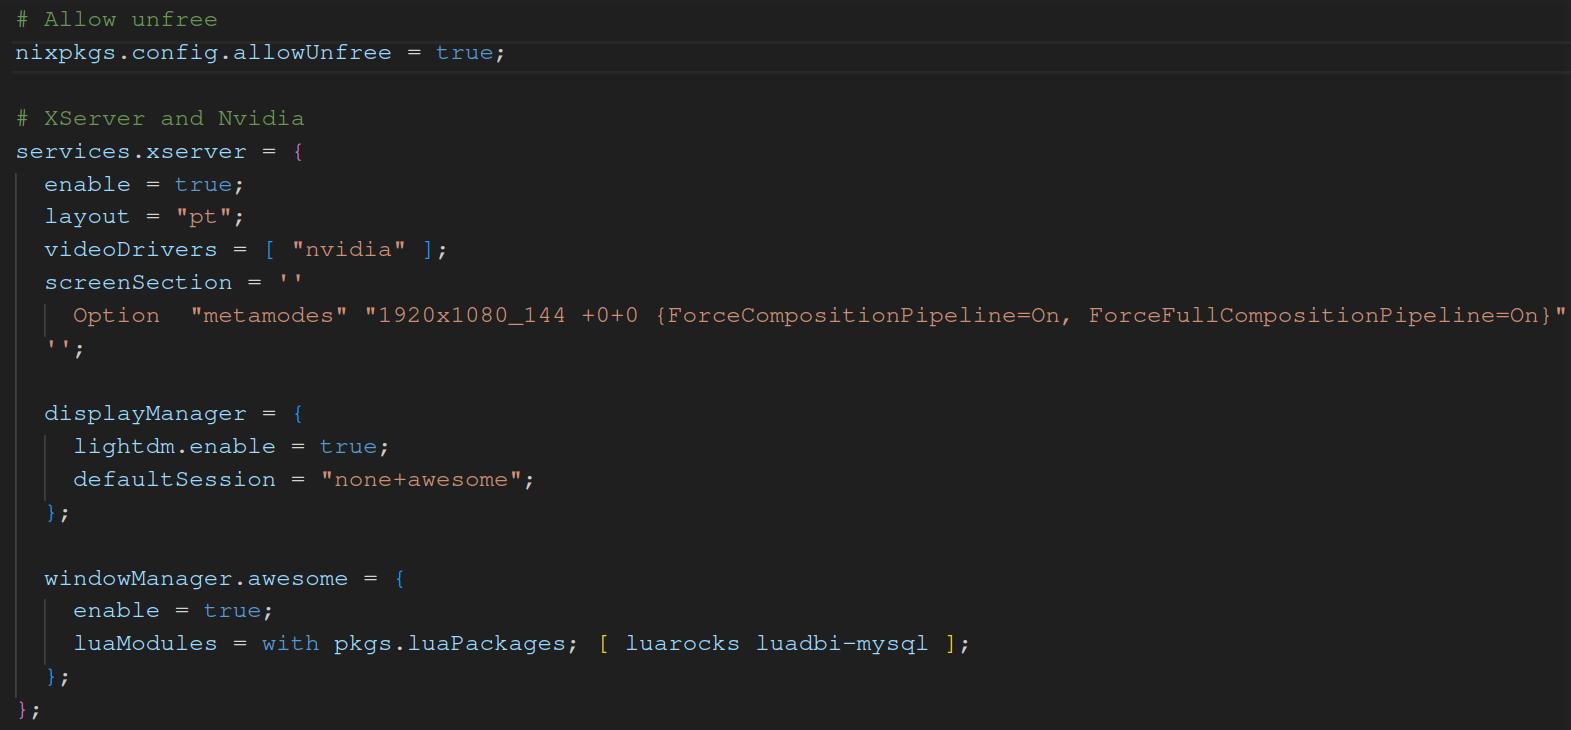 # Allow unfree
nixpkgs.config.allowUnfree = true;
# XServer and Nvidia
services.xserver = {
  enable = true;
  layout = "pt";
  videoDrivers = [ "nvidia" ];
  screenSection = ''
    Option  "metamodes" "1920x1080_144 +0+0 {ForceCompositionPipeline=On, ForceFullCompositionPipeline=On}"
  '';
  displayManager = {
    lightdm.enable = true;
    defaultSession = "none+awesome";
  };
  windowManager.awesome = {
    enable = true;
    luaModules = with pkgs.luaPackages; [ luarocks luadbi-mysql ];
  };
};